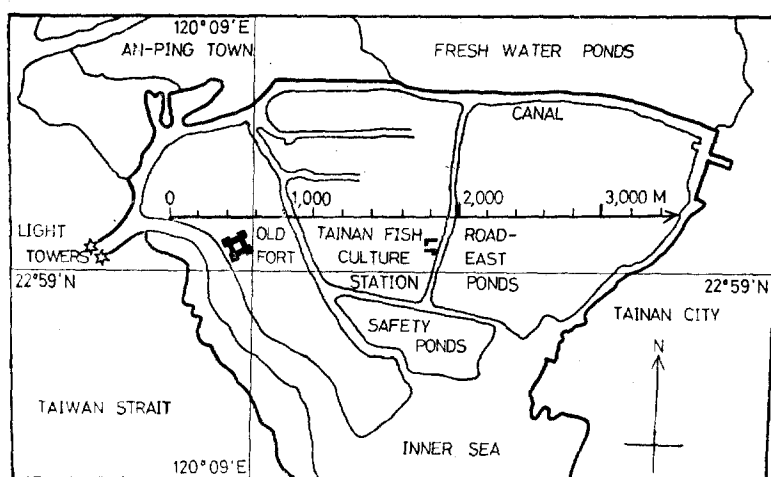 120°09'E
AN-PING TOWN
FRESH WATER PONDS
CANAL
0 1,000 2,000 3,000 M
LIGHT
TOWERS
OLD
FORT
TAINAN FISH
CULTURE
STATION
ROAD-
EAST
PONDS
22°59'N
22°59'N
TAINAN CITY
SAFETY
PONDS
N
TAIWAN STRAIT
INNER SEA
120°09'E